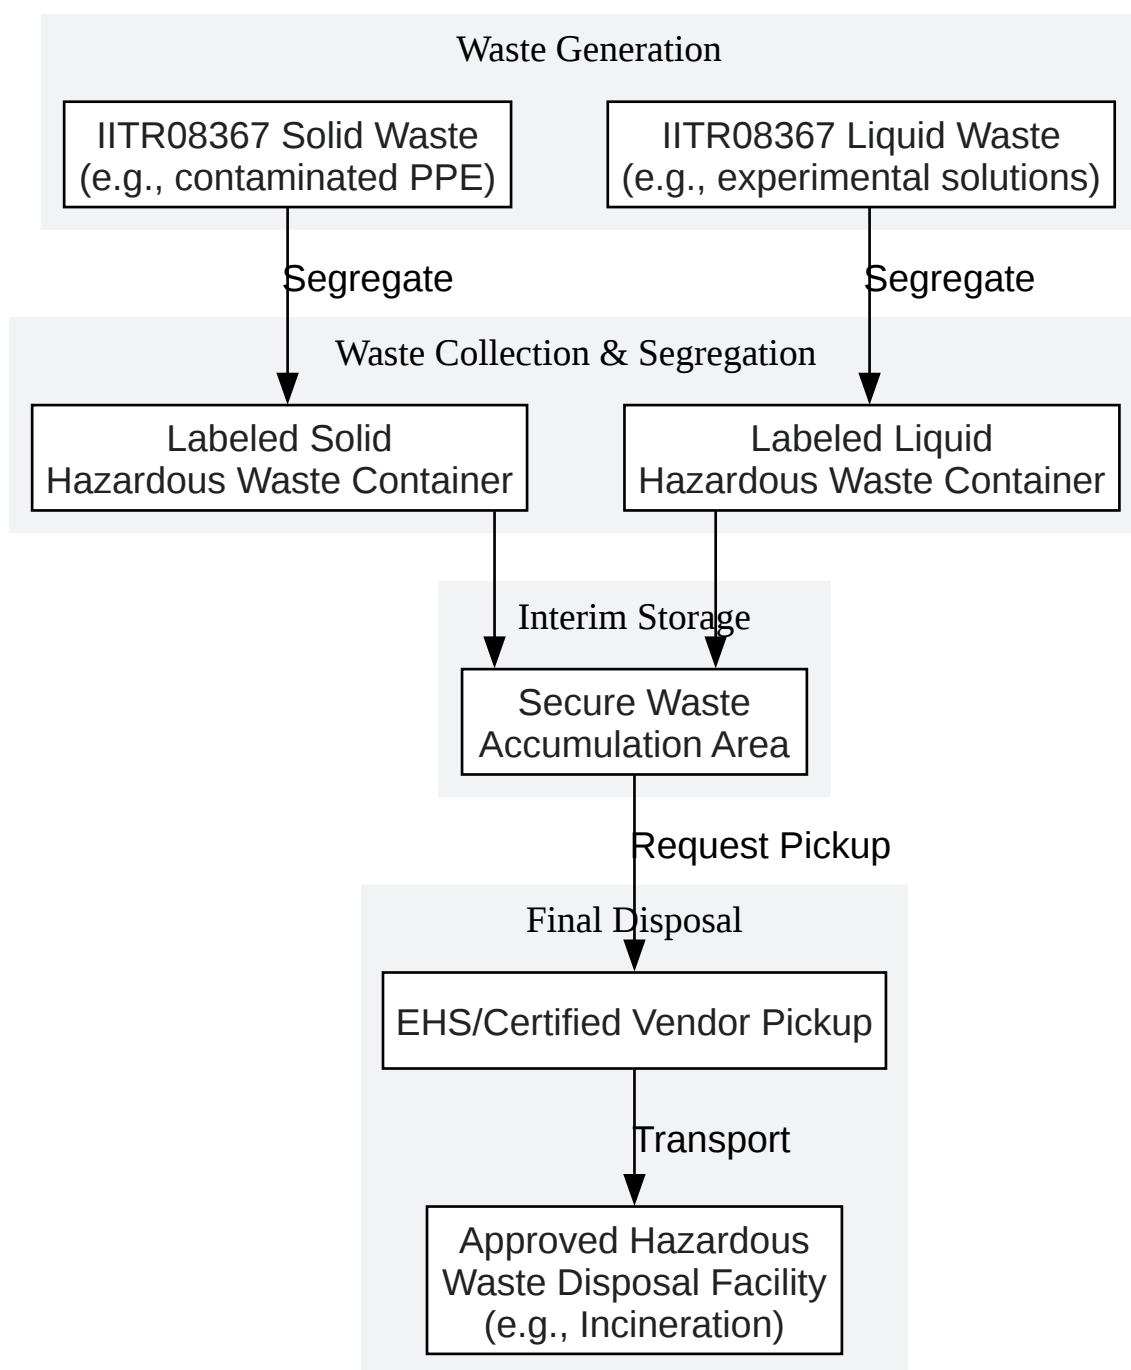 Waste Generation
IITR08367 Solid Waste
(e.g., contaminated PPE)
IITR08367 Liquid Waste
(e.g., experimental solutions)
Segregate
Segregate
Waste Collection & Segregation
Labeled Solid
Hazardous Waste Container
Labeled Liquid
Hazardous Waste Container
Interim Storage
Secure Waste
Accumulation Area
Request Pickup
Final Disposal
EHS/Certified Vendor Pickup
Transport
Approved Hazardous
Waste Disposal Facility
(e.g., Incineration)